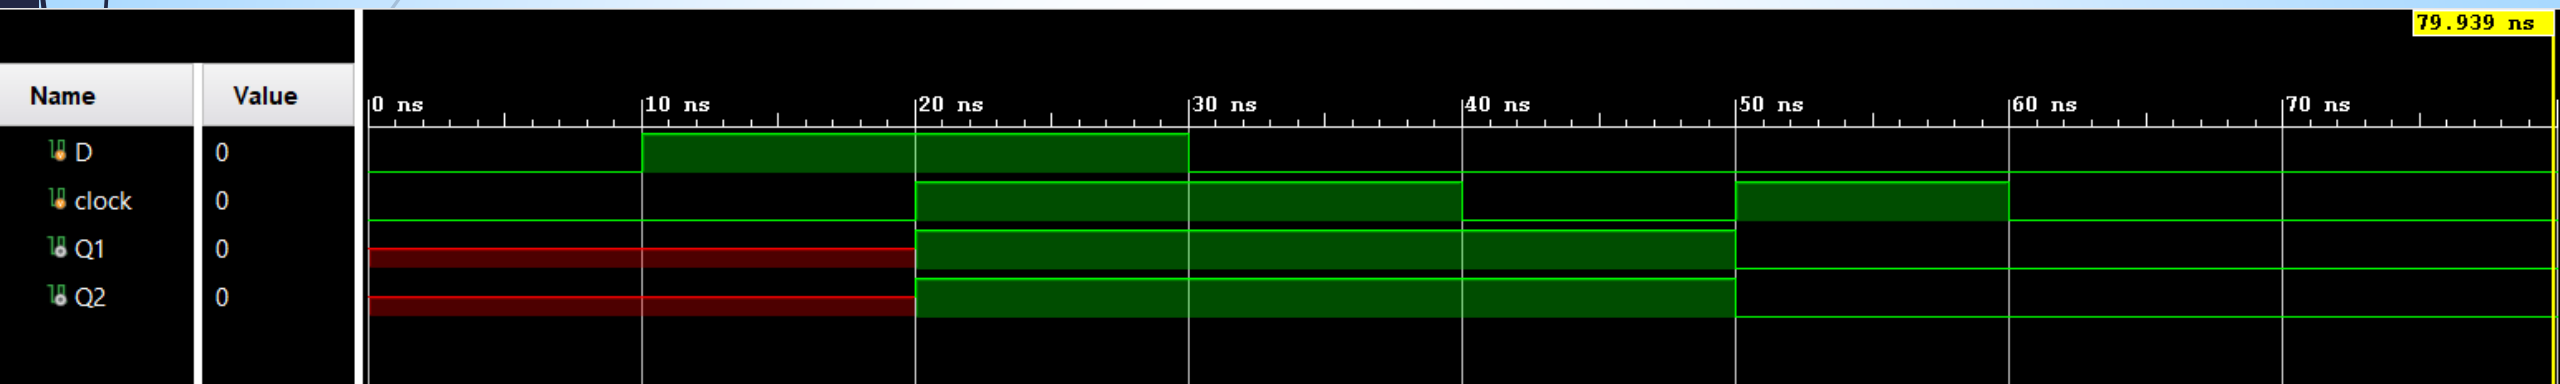 79.939 ns
Name Value 0 ns 10 ns 20 ns 30 ns 40 ns 50 ns 60 ns 70 ns
D 0
clock 0
Q1 0
Q2 0